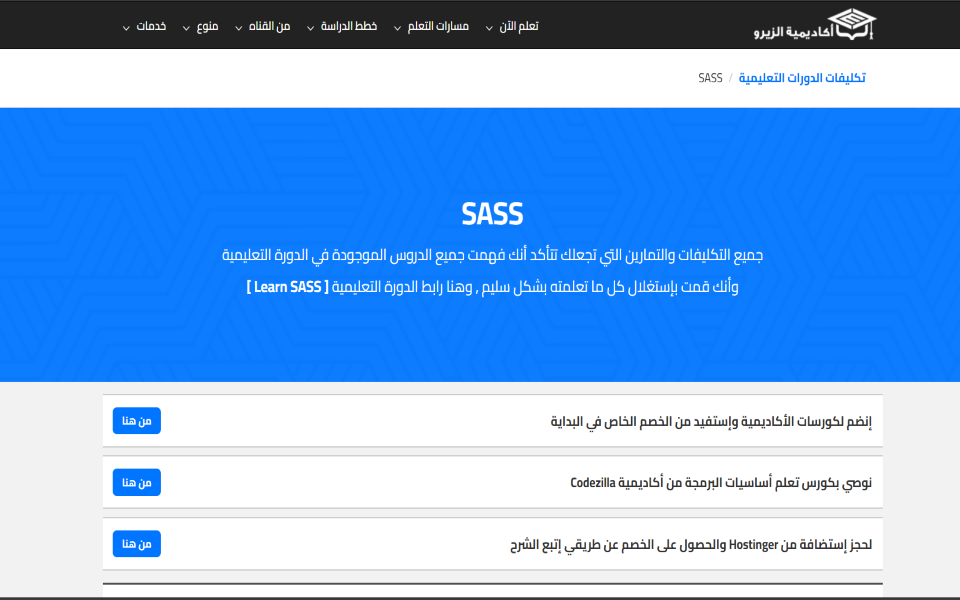 أكاديمية الزيرو
تعلم الآن مسارات التعلم خطط الدراسة من القناه منوع خدمات
تكليفات الدورات التعليمية / SASS
SASS
جميع التكليفات والتمارين التي تجعلك تتأكد أنك فهمت جميع الدروس الموجودة في الدورة التعليمية
وأنك قمت بإستغلال كل ما تعلمته بشكل سليم , وهنا رابط الدورة التعليمية [ Learn SASS ]
إنضم لكورسات الأكاديمية وإستفيد من الخصم الخاص في البداية
من هنا
نوصي بكورس تعلم أساسيات البرمجة من أكاديمية Codezilla
من هنا
لحجز إستضافة من Hostinger والحصول على الخصم عن طريقي إتبع الشرح
من هنا